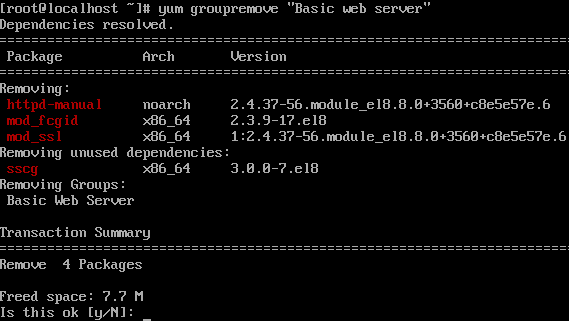 [root@localhost ~]# yum groupremove "Basic web server"
Dependencies resolved.
================================================================================
Package Arch Version
================================================================================
Removing:
httpd-manual noarch 2.4.37-56.module_el8.8.0+3560+c8e5e57e.6
mod_fcgid x86_64 2.3.9-17.el8
mod_ssl x86_64 1:2.4.37-56.module_el8.8.0+3560+c8e5e57e.6
Removing unused dependencies:
sscg x86_64 3.0.0-7.el8
Removing Groups:
Basic Web Server
Transaction Summary
================================================================================
Remove 4 Packages
Freed space: 7.7 M
Is this ok [y/N]: _